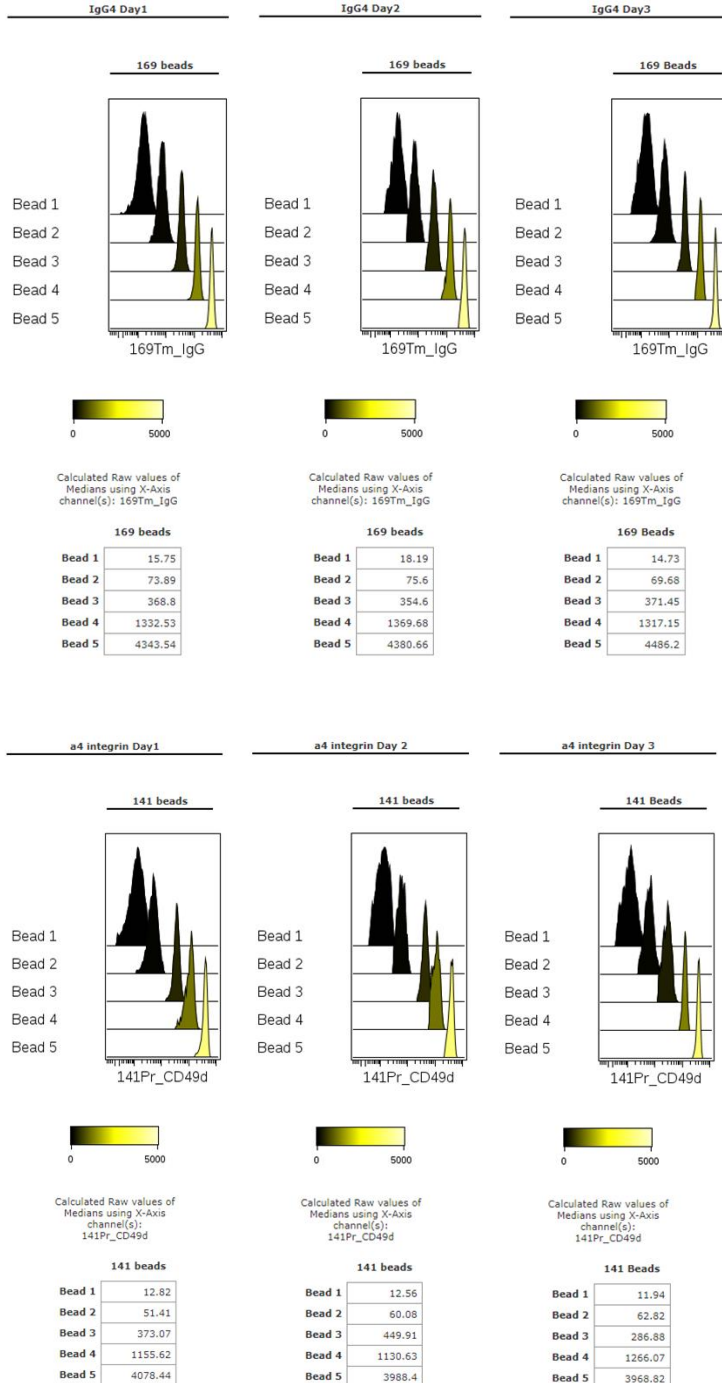 IgG4 Day1
IgG4 Day2
IgG4 Day3
169 beads
169 beads
169 Beads
Bead 1
Bead 2
Bead 3
Bead 4
Bead 5
169Tm_IgG
Bead 1
Bead 2
Bead 3
Bead 4
Bead 5
169Tm_IgG
Bead 1
Bead 2
Bead 3
Bead 4
Bead 5
169Tm_IgG
0 5000
0 5000
0 5000
Calculated Raw values of
Medians using X-Axis
channel(s): 169Tm_IgG
169 beads
Bead 1 15.75
Bead 2 73.89
Bead 3 368.8
Bead 4 1332.53
Bead 5 4343.54
Calculated Raw values of
Medians using X-Axis
channel(s): 169Tm_IgG
169 beads
Bead 1 18.19
Bead 2 75.6
Bead 3 354.6
Bead 4 1369.68
Bead 5 4380.66
Calculated Raw values of
Medians using X-Axis
channel(s): 169Tm_IgG
169 Beads
Bead 1 14.73
Bead 2 69.68
Bead 3 371.45
Bead 4 1317.15
Bead 5 4486.2
a4 integrin Day1
a4 integrin Day 2
a4 integrin Day 3
141 beads
141 beads
141 Beads
Bead 1
Bead 2
Bead 3
Bead 4
Bead 5
141Pr_CD49d
Bead 1
Bead 2
Bead 3
Bead 4
Bead 5
141Pr_CD49d
Bead 1
Bead 2
Bead 3
Bead 4
Bead 5
141Pr_CD49d
0 5000
0 5000
0 5000
Calculated Raw values of
Medians using X-Axis
channel(s):
141Pr_CD49d
141 beads
Bead 1 12.82
Bead 2 51.41
Bead 3 373.07
Bead 4 1155.62
Bead 5 4078.44
Calculated Raw values of
Medians using X-Axis
channel(s):
141Pr_CD49d
141 beads
Bead 1 12.56
Bead 2 60.08
Bead 3 449.91
Bead 4 1130.63
Bead 5 3988.4
Calculated Raw values of
Medians using X-Axis
channel(s):
141Pr_CD49d
141 Beads
Bead 1 11.94
Bead 2 62.82
Bead 3 286.88
Bead 4 1266.07
Bead 5 3968.82